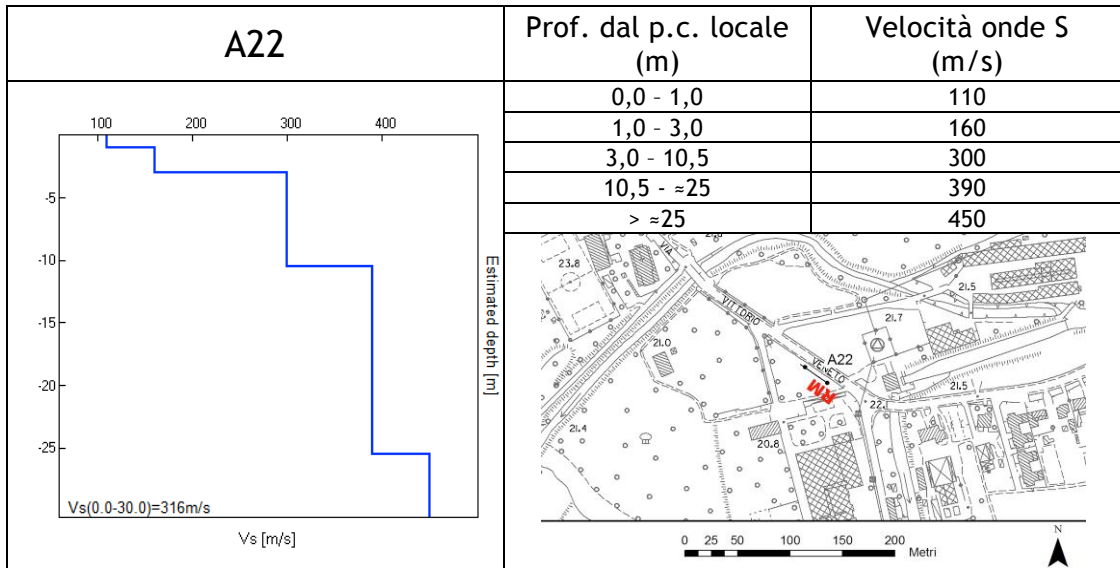 A22
Prof. dal p.c. locale
(m)
Velocità onde S
(m/s)
0,0 – 1,0 110
1,0 – 3,0 160
3,0 – 10,5 300
10,5 - ≈25 390
> ≈25 450
100 200 300 400
-5
-10
-15
-20
-25
Estimated depth [m]
Vs(0.0-30.0)=316m/s
Vs [m/s]
23.8
VIA
VITTORIO
VENETO
21.5
21.7
21.0
A22
RM
21.5
22.
21.4
20.8
0 25 50 100 150 200
Metri
N